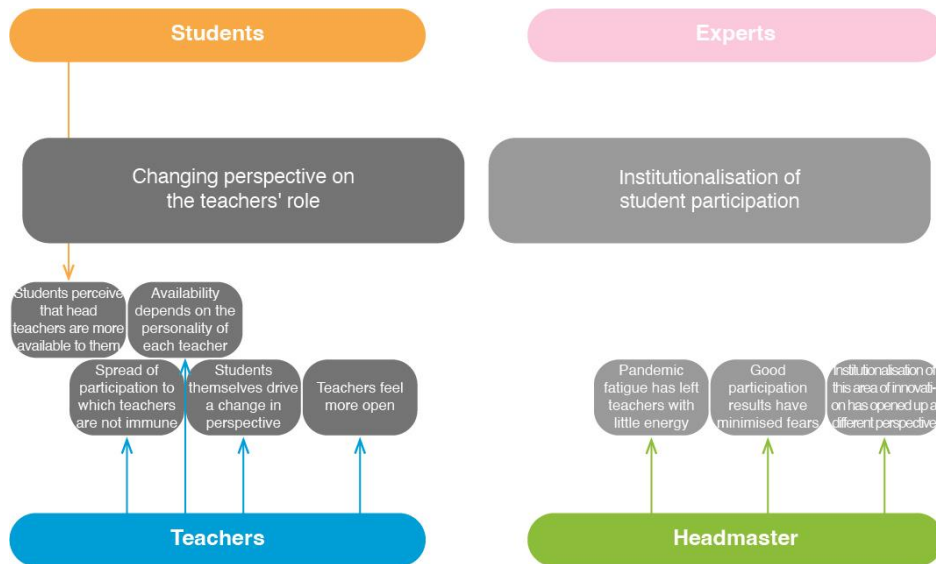 Students
Experts
Changing perspective on
the teachers' role
Institutionalisation of
student participation
Students perceive
that head
teachers are more
available to them
Availability
depends on the
personality of
each teacher
Spread of
participation to
which teachers
are not immune
Students
themselves drive
a change in
perspective
Teachers feel
more open
Pandemic
fatigue has left
teachers with
little energy
Good
participation
results have
minimised fears
Institutionalisation of
this area of innovati-
on has opened up a
different perspective
Teachers
Headmaster